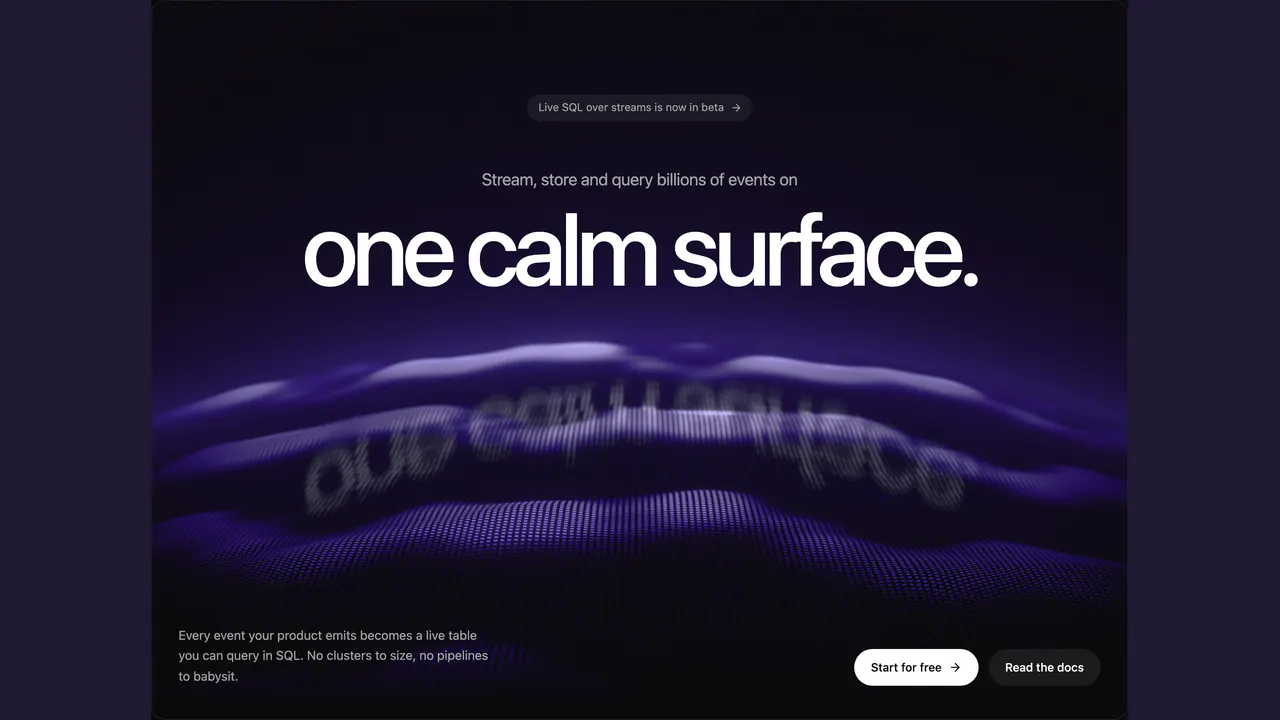 Live SQL over streams is now in beta →
Stream, store and query billions of events on
one calm surface.
Every event your product emits becomes a live table
you can query in SQL. No clusters to size, no pipelines
to babysit.
Start for free →
Read the docs